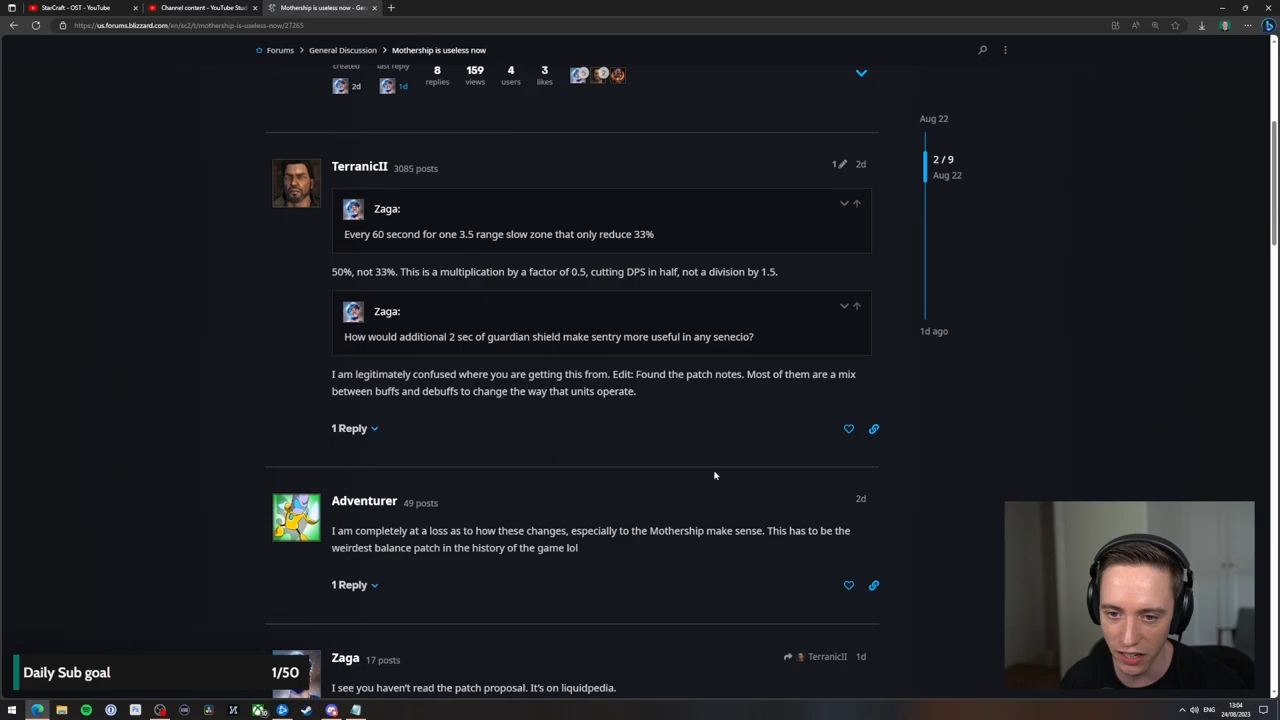 StarCraft - OST - YouTube
Channel content - YouTube Stud
Mothership is useless now - Gen
https://us.forums.blizzard.com/en/sc2/t/mothership-is-useless-now/27265
Forums > General Discussion > Mothership is useless now
created last reply 8 159 4 3
2d 1d replies views users likes
Aug 22
2 / 9
Aug 22
1d ago
TerranicII 3085 posts 1 2d
Zaga:
Every 60 second for one 3.5 range slow zone that only reduce 33%
50%, not 33%. This is a multiplication by a factor of 0.5, cutting DPS in half, not a division by 1.5.
Zaga:
How would additional 2 sec of guardian shield make sentry more useful in any senecio?
I am legitimately confused where you are getting this from. Edit: Found the patch notes. Most of them are a mix
between buffs and debuffs to change the way that units operate.
1 Reply
Adventurer 49 posts 2d
I am completely at a loss as to how these changes, especially to the Mothership make sense. This has to be the
weirdest balance patch in the history of the game lol
1 Reply
Zaga 17 posts TerranicII 1d
I see you haven't read the patch proposal. It's on liquidpedia.
Daily Sub goal 1/50
ENG
13:04
24/08/2023